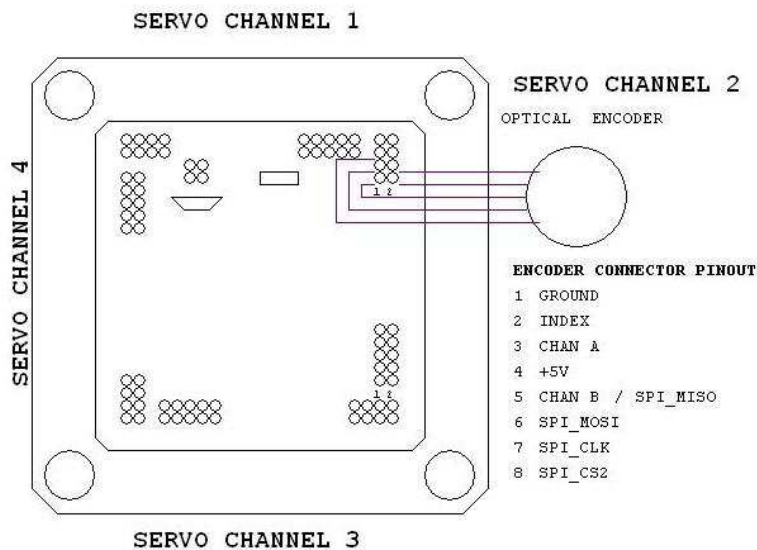 SERVO CHANNEL 1
SERVO CHANNEL 2
OPTICAL ENCODER
SERVO CHANNEL 4
1 2
ENCODER CONNECTOR PINOUT
1 GROUND
2 INDEX
3 CHAN A
4 +5V
5 CHAN B / SPI_MISO
6 SPI_MOSI
7 SPI_CLK
8 SPI_CS2
1 2
SERVO CHANNEL 3